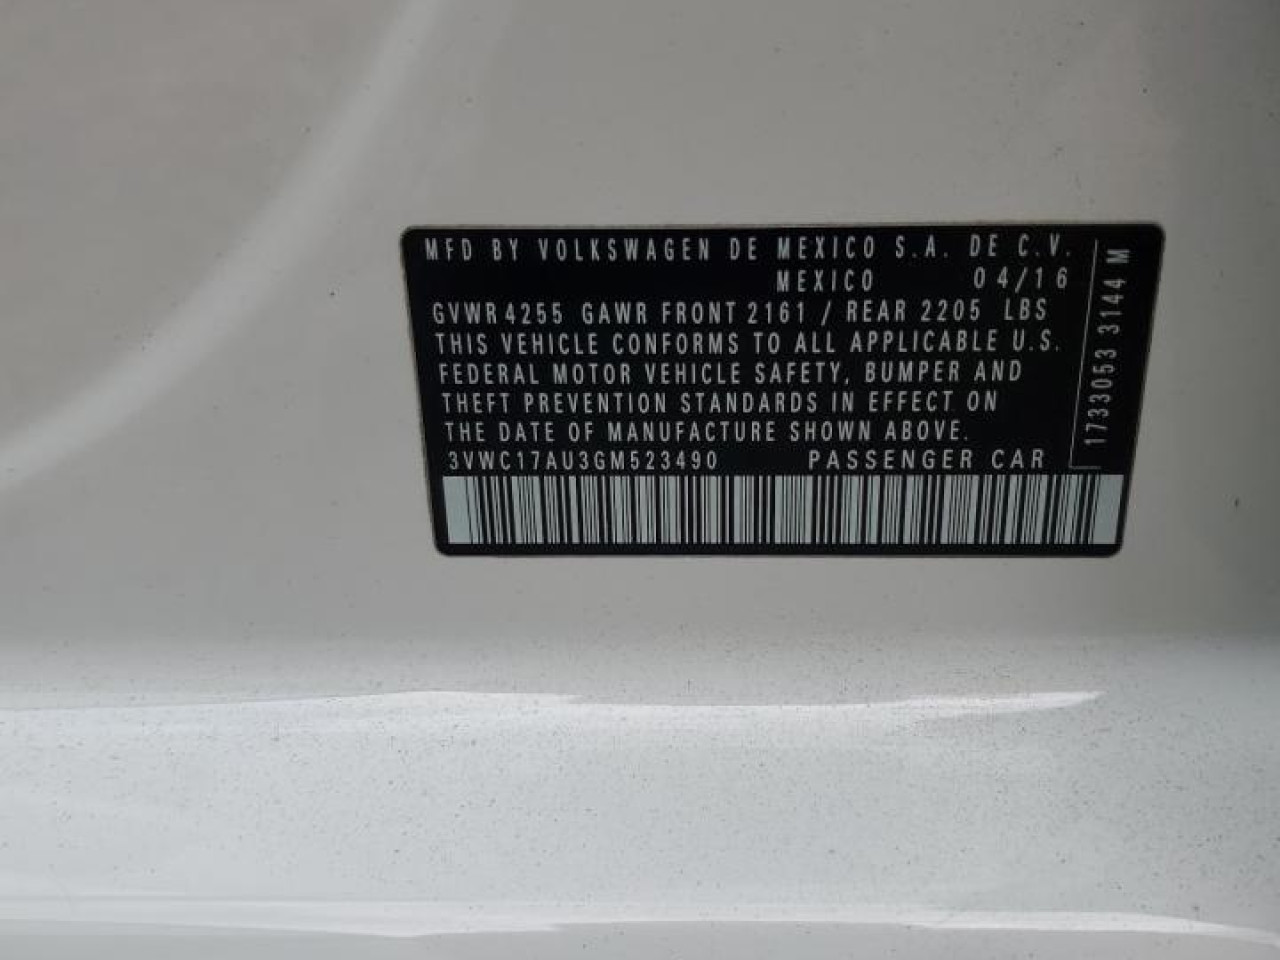 MFD BY VOLKSWAGEN DE MEXICO S.A. DE C.V.
MEXICO 04/16
GVWR 4255 GAWR FRONT 2161 / REAR 2205 LBS
THIS VEHICLE CONFORMS TO ALL APPLICABLE U.S.
FEDERAL MOTOR VEHICLE SAFETY, BUMPER AND
THEFT PREVENTION STANDARDS IN EFFECT ON
THE DATE OF MANUFACTURE SHOWN ABOVE.
3VWC17AU3GM523490 PASSENGER CAR
1733053 3144 M